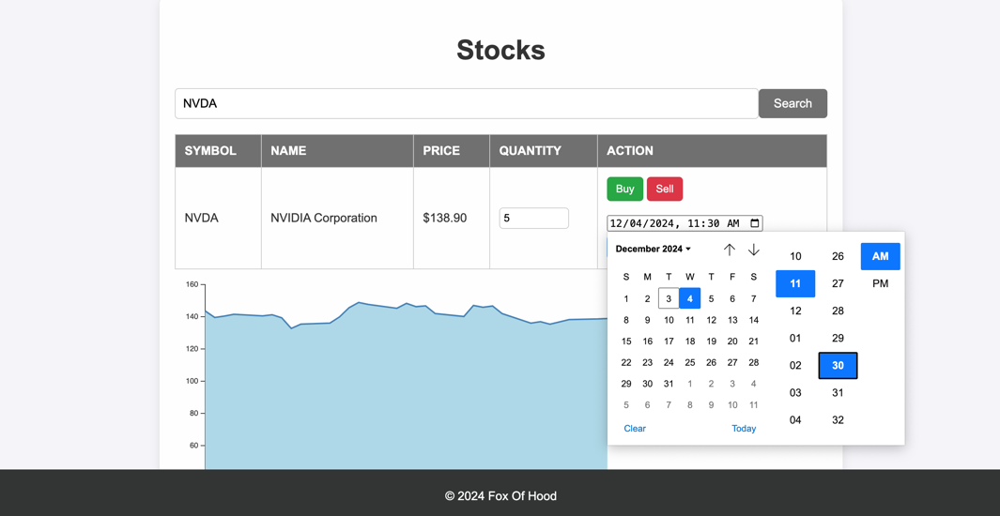 Stocks
NVDA
Search
SYMBOL NAME PRICE QUANTITY ACTION
Buy Sell
NVDA NVIDIA Corporation $138.90 5
12/04/2024, 11:30 AM
December 2024
S M T W T F S
1 2 3 4 5 6 7
8 9 10 11 12 13 14
15 16 17 18 19 20 21
22 23 24 25 26 27 28
29 30 31 1 2 3 4
5 6 7 8 9 10 11
Clear Today
10 26 AM
11 27 PM
12 28
01 29
02 30
03 31
04 32
160
140
120
100
80
60
© 2024 Fox Of Hood